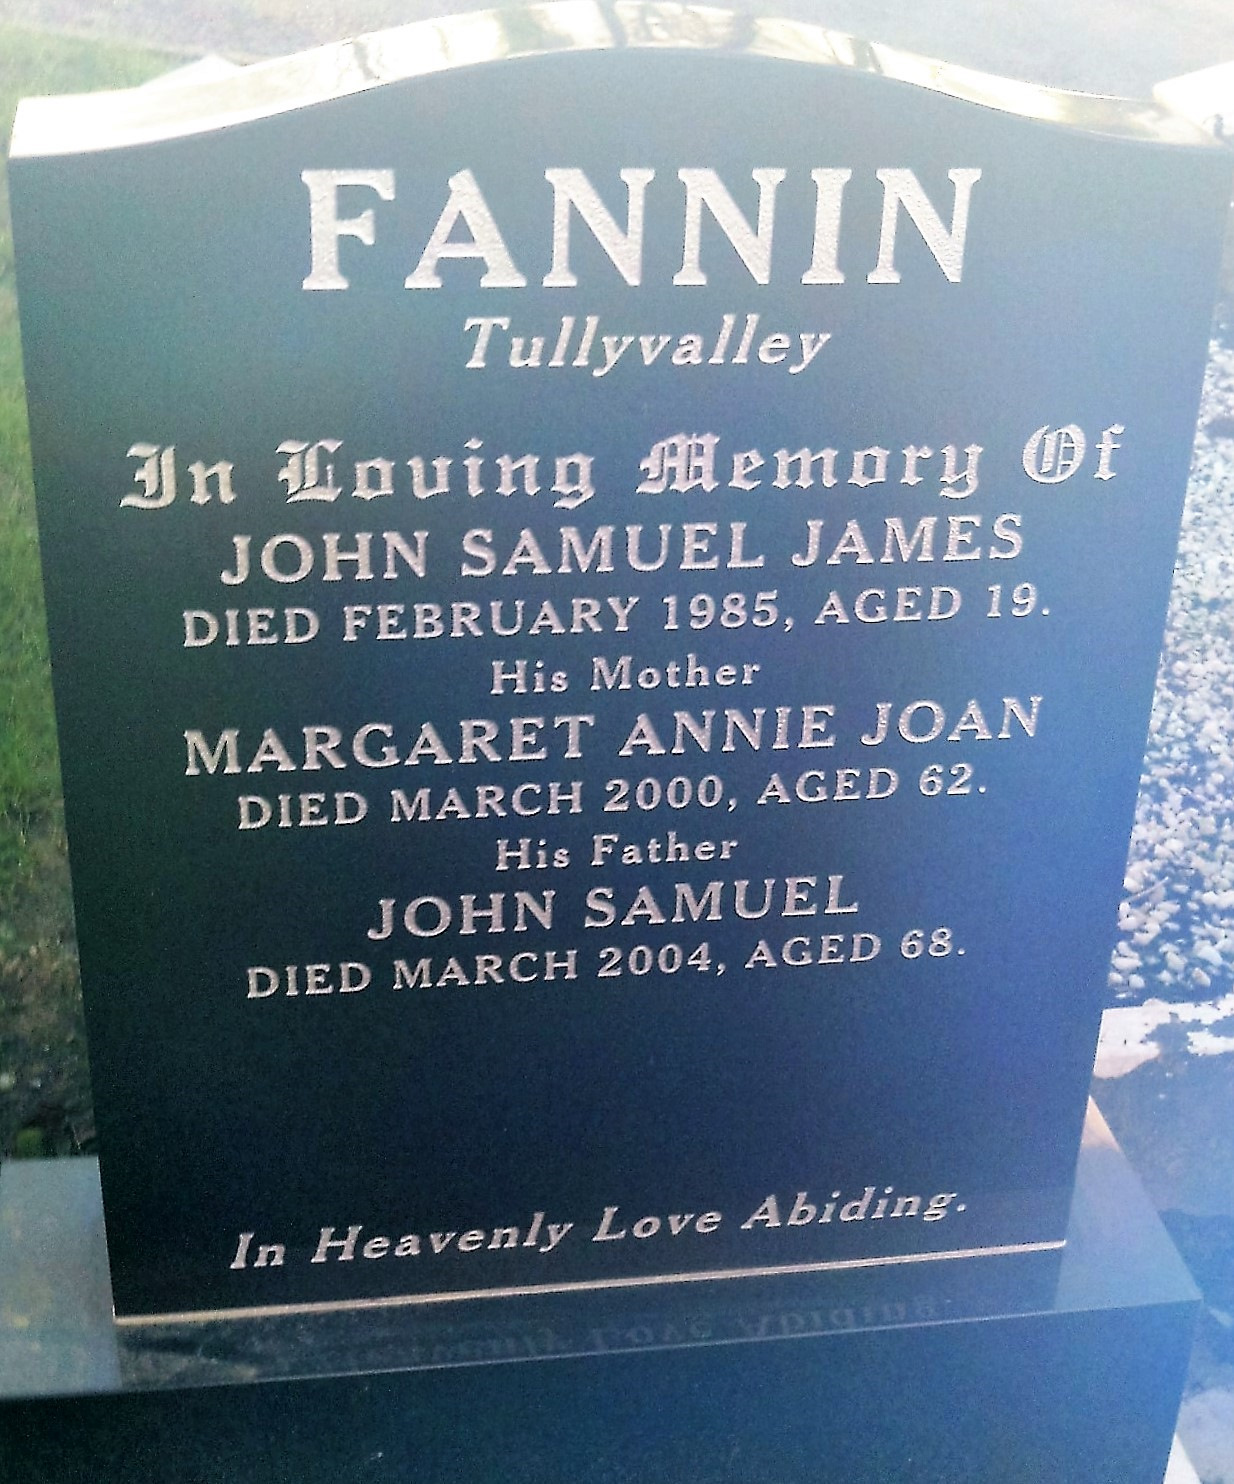 FANNIN
Tullyvalley
In Loving Memory Of
JOHN SAMUEL JAMES
DIED FEBRUARY 1985, AGED 19.
His Mother
MARGARET ANNIE JOAN
DIED MARCH 2000, AGED 62.
His Father
JOHN SAMUEL
DIED MARCH 2004, AGED 68.
In Heavenly Love Abiding.